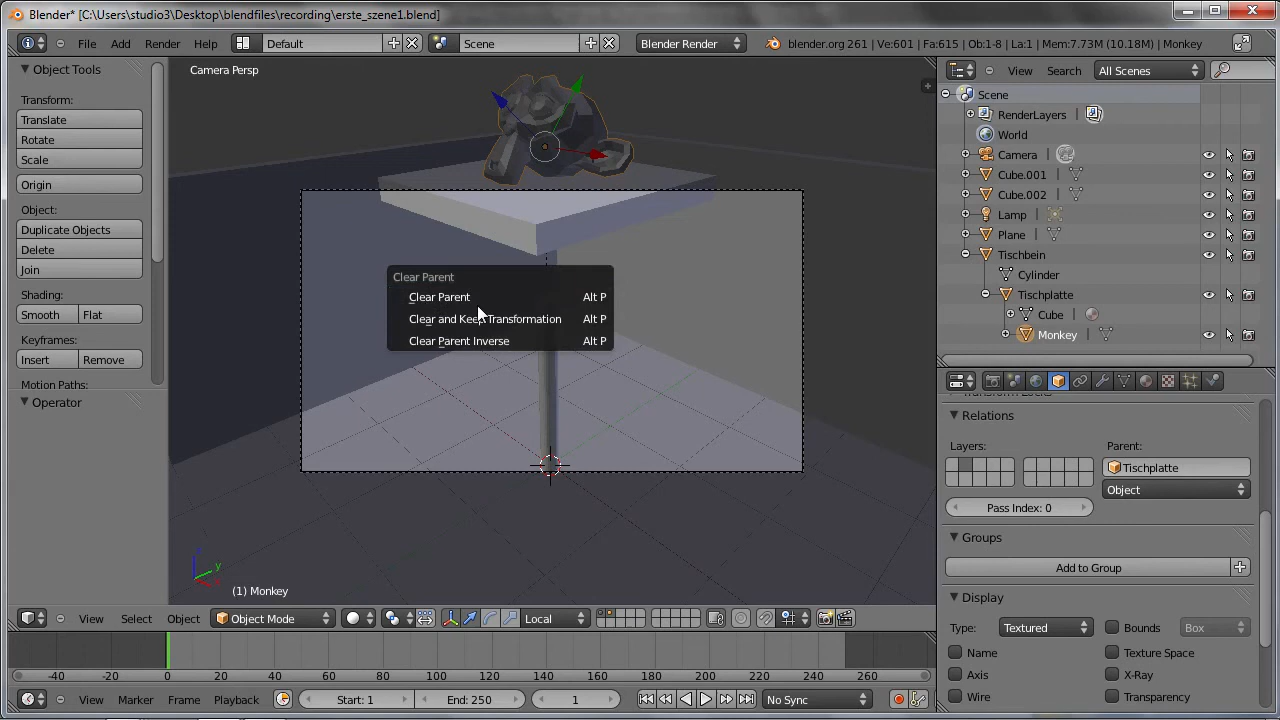 Blender* [C:\Users\studio3\Desktop\blendfiles\recording\erste_szene1.blend]
File Add Render Help Default Scene Blender Render blender.org 261 | Ve:601 | Fa:615 | Ob:1-8 | La:1 | Mem:7.73M (10.18M) | Monkey
Object Tools
Transform:
Translate
Rotate
Scale
Origin
Object:
Duplicate Objects
Delete
Join
Shading:
Smooth Flat
Keyframes:
Insert Remove
Motion Paths:
Operator
Camera Persp
Clear Parent
Clear Parent Alt P
Clear and Keep Transformation Alt P
Clear Parent Inverse Alt P
z
y
x
(1) Monkey
View Select Object Object Mode Local
View Search All Scenes
Scene
RenderLayers |
World
Camera |
Cube.001 |
Cube.002 |
Lamp |
Plane |
Tischbein
Cylinder
Tischplatte
Cube |
Monkey |
Relations
Layers: Parent:
Tischplatte
Object
Pass Index: 0
Groups
Add to Group
Display
Type: Textured Bounds Box
Name Texture Space
Axis X-Ray
Wire Transparency
-40 -20 0 20 40 60 80 100 120 140 160 180 200 220 240 260
View Marker Frame Playback Start: 1 End: 250 1 No Sync